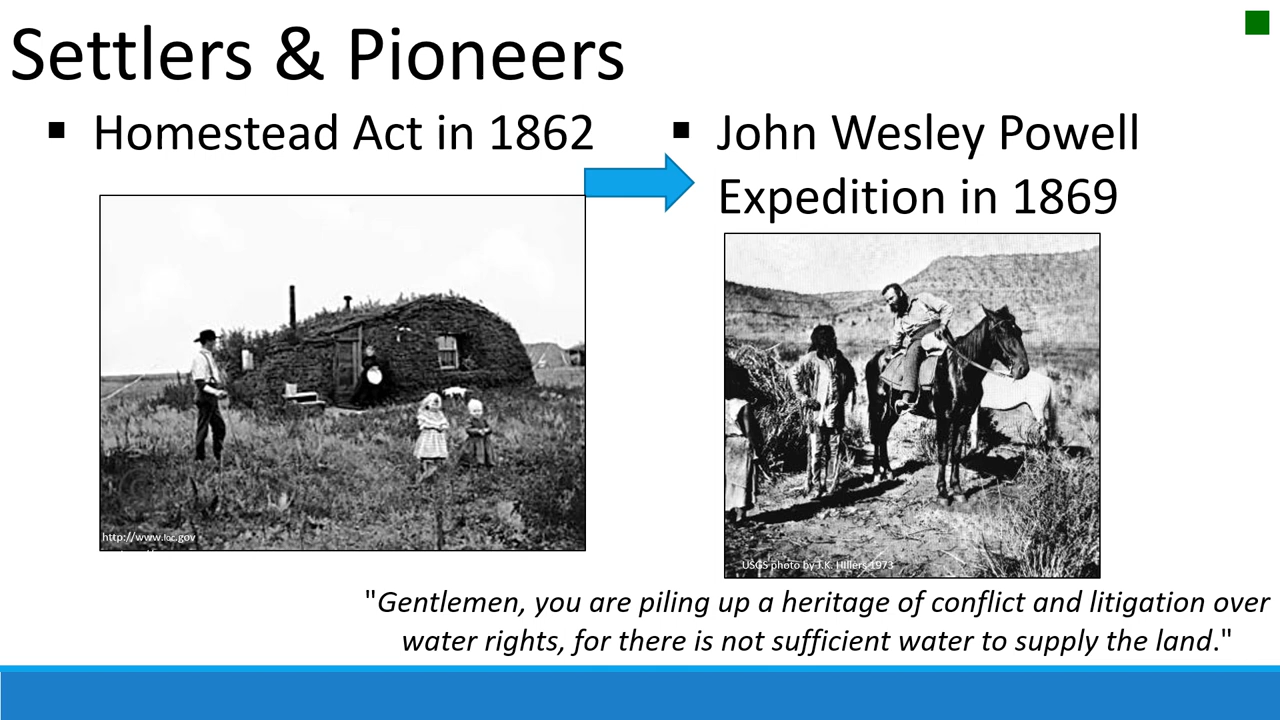 Settlers & Pioneers
▪ Homestead Act in 1862
▪ John Wesley Powell
Expedition in 1869
http://www.loc.gov
USGS photo by J.K. Hillers 1973
"Gentlemen, you are piling up a heritage of conflict and litigation over
water rights, for there is not sufficient water to supply the land."